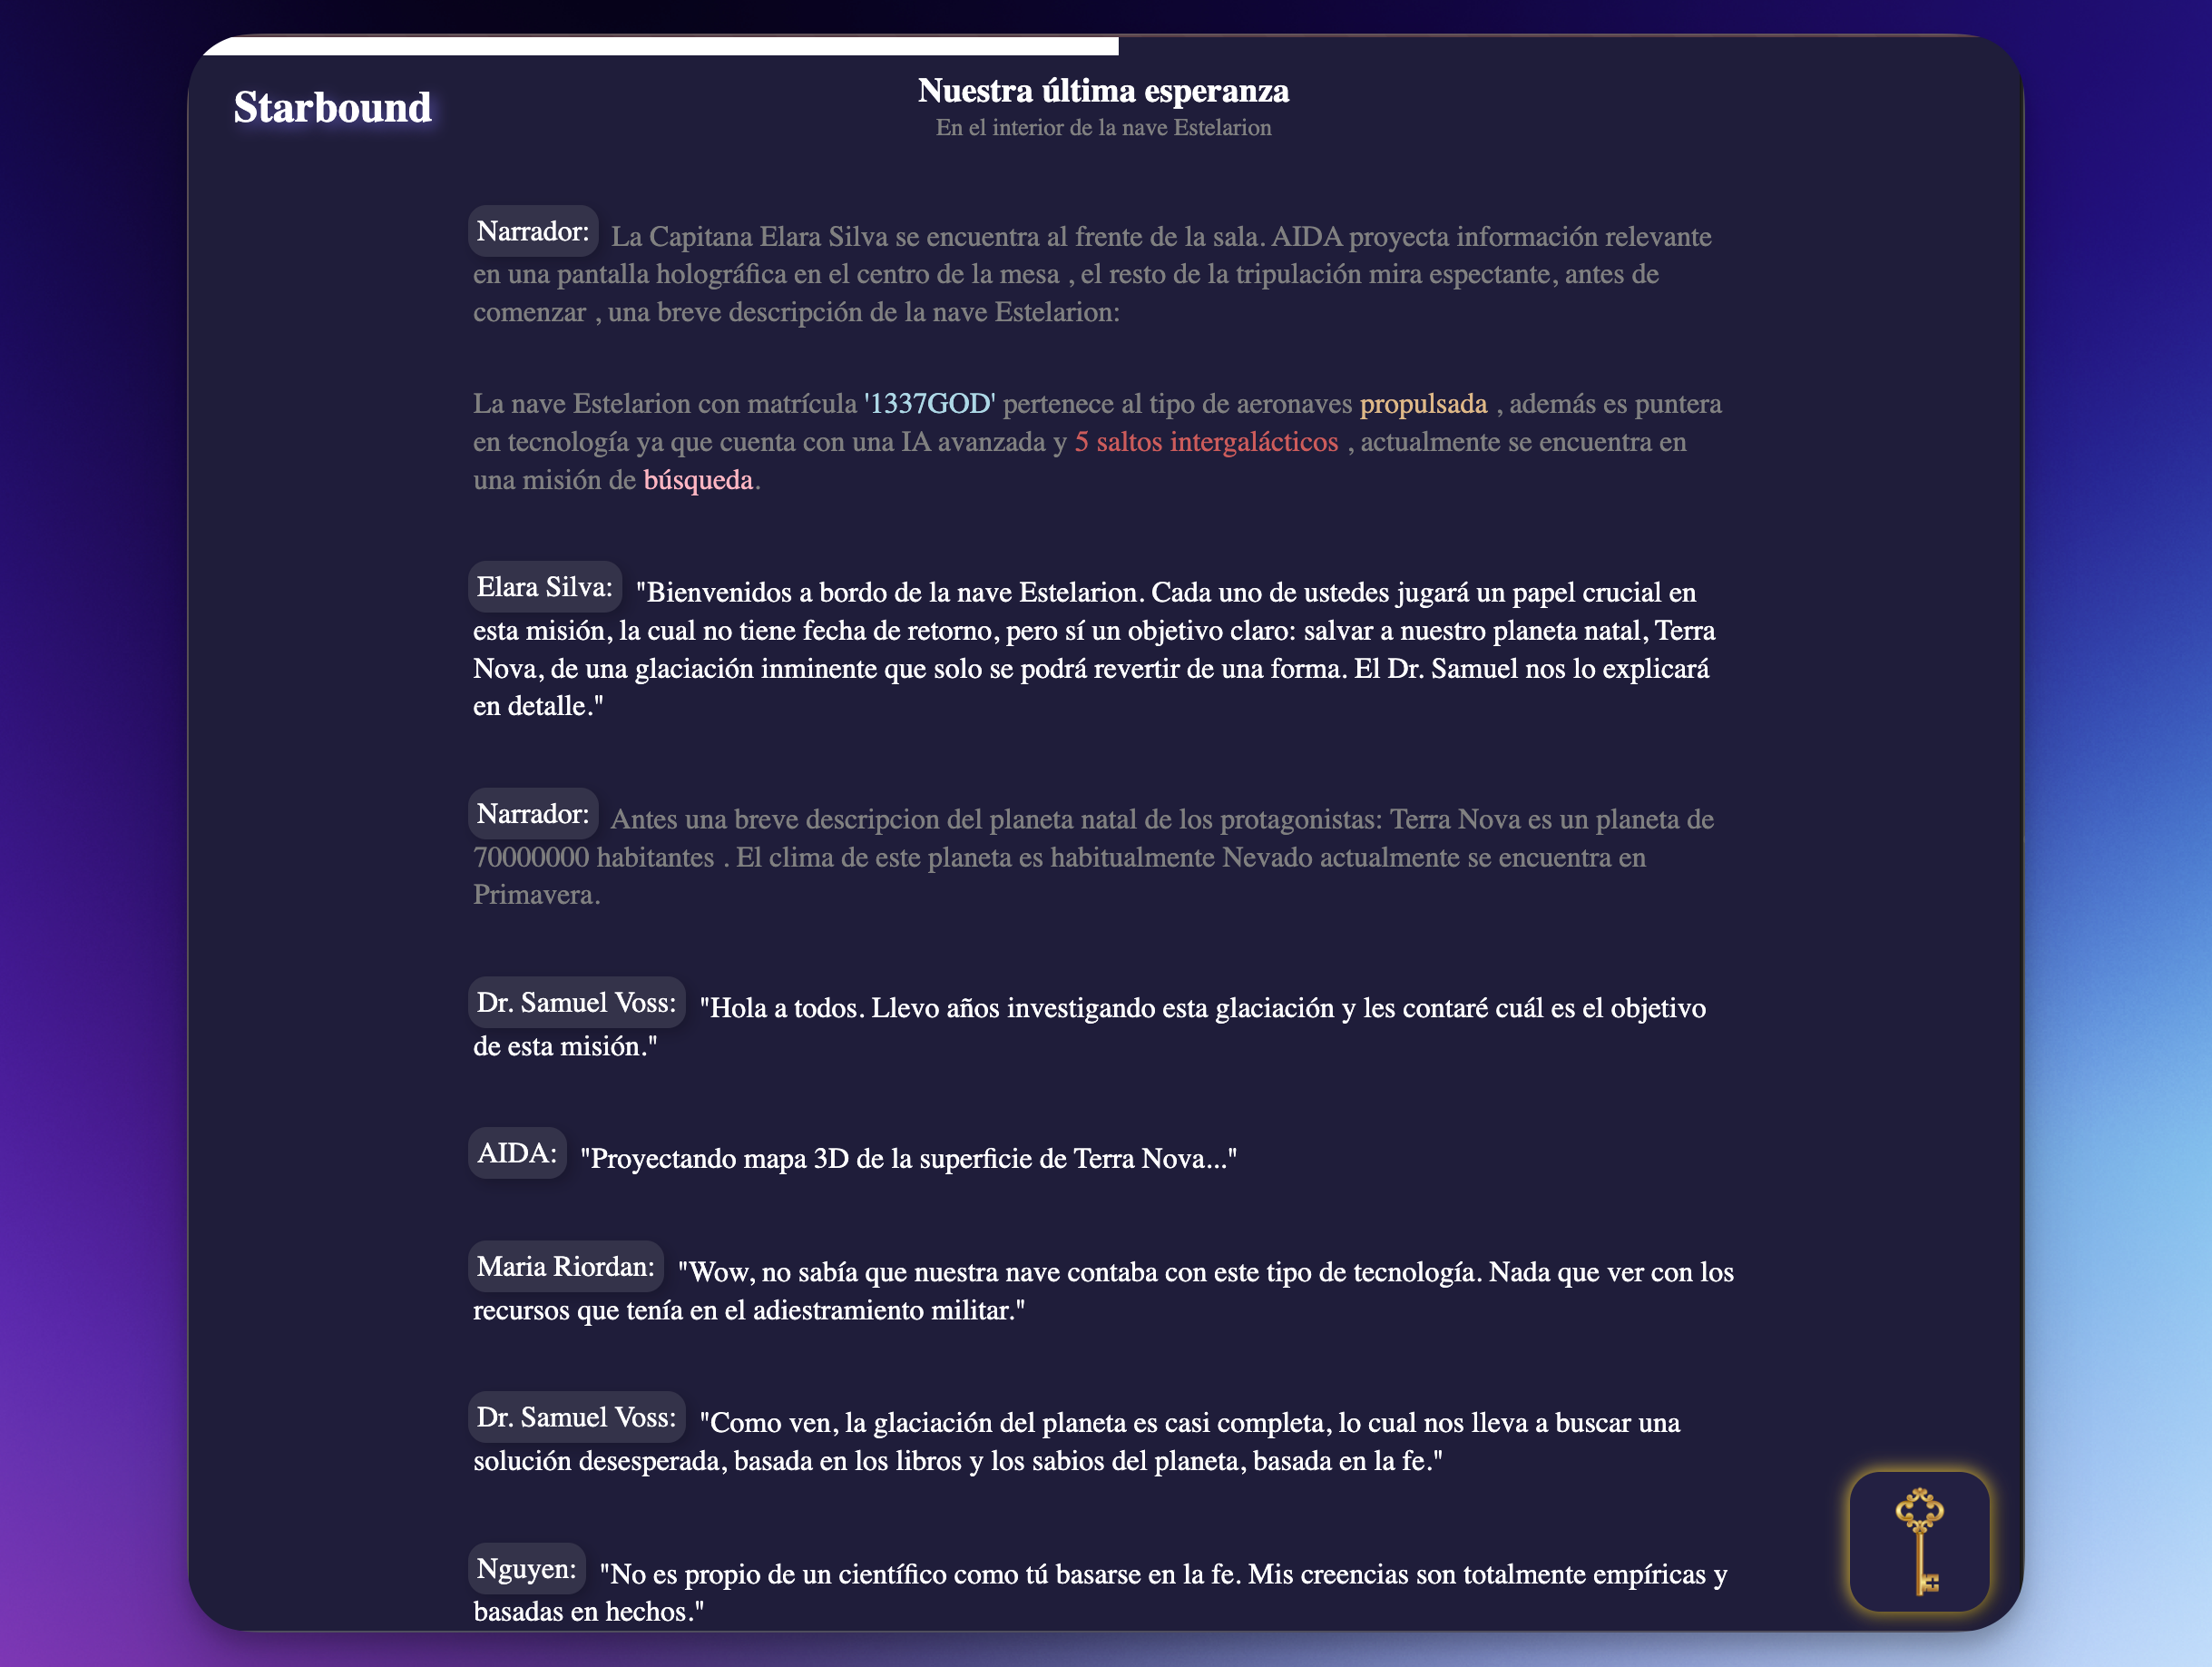 Starbound
Nuestra última esperanza
En el interior de la nave Estelarion
Narrador: La Capitana Elara Silva se encuentra al frente de la sala. AIDA proyecta información relevante
en una pantalla holográfica en el centro de la mesa , el resto de la tripulación mira espectante, antes de
comenzar , una breve descripción de la nave Estelarion:
La nave Estelarion con matrícula '1337GOD' pertenece al tipo de aeronaves propulsada , además es puntera
en tecnología ya que cuenta con una IA avanzada y 5 saltos intergalácticos , actualmente se encuentra en
una misión de búsqueda.
Elara Silva: "Bienvenidos a bordo de la nave Estelarion. Cada uno de ustedes jugará un papel crucial en
esta misión, la cual no tiene fecha de retorno, pero sí un objetivo claro: salvar a nuestro planeta natal, Terra
Nova, de una glaciación inminente que solo se podrá revertir de una forma. El Dr. Samuel nos lo explicará
en detalle."
Narrador: Antes una breve descripcion del planeta natal de los protagonistas: Terra Nova es un planeta de
70000000 habitantes . El clima de este planeta es habitualmente Nevado actualmente se encuentra en
Primavera.
Dr. Samuel Voss: "Hola a todos. Llevo años investigando esta glaciación y les contaré cuál es el objetivo
de esta misión."
AIDA: "Proyectando mapa 3D de la superficie de Terra Nova..."
Maria Riordan: "Wow, no sabía que nuestra nave contaba con este tipo de tecnología. Nada que ver con los
recursos que tenía en el adiestramiento militar."
Dr. Samuel Voss: "Como ven, la glaciación del planeta es casi completa, lo cual nos lleva a buscar una
solución desesperada, basada en los libros y los sabios del planeta, basada en la fe."
Nguyen: "No es propio de un científico como tú basarse en la fe. Mis creencias son totalmente empíricas y
basadas en hechos."